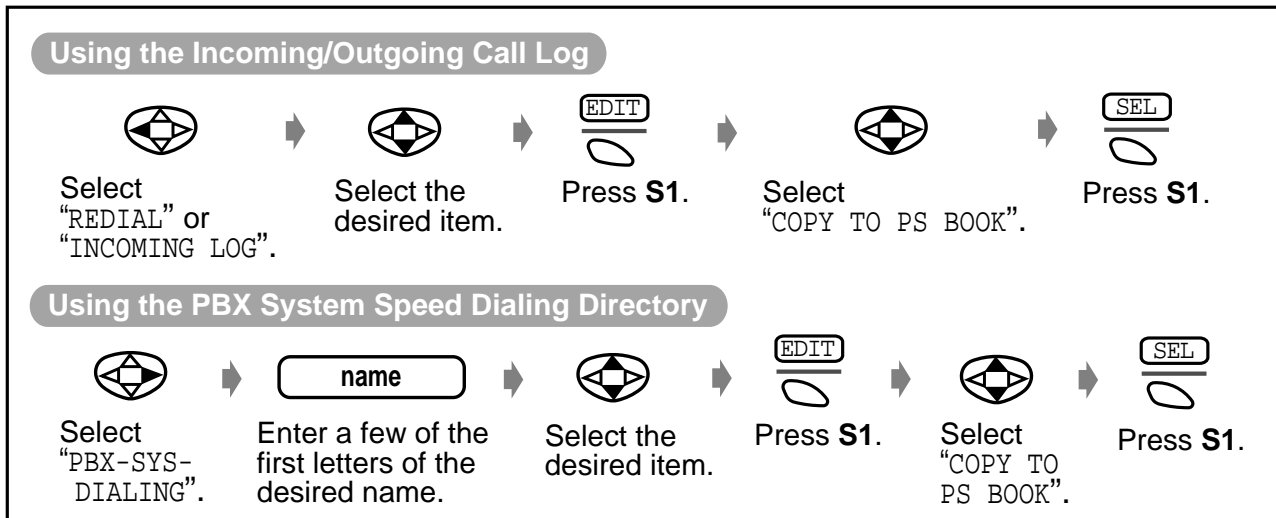 Using the Incoming/Outgoing Call Log
EDIT
SEL
Select
“REDIAL” or
“INCOMING LOG”.
Select the
desired item.
Press S1.
Select
“COPY TO PS BOOK”.
Press S1.
Using the PBX System Speed Dialing Directory
name
EDIT
SEL
Select
“PBX-SYS-
DIALING”.
Enter a few of the
first letters of the
desired name.
Select the
desired item.
Press S1.
Select
“COPY TO
PS BOOK”.
Press S1.